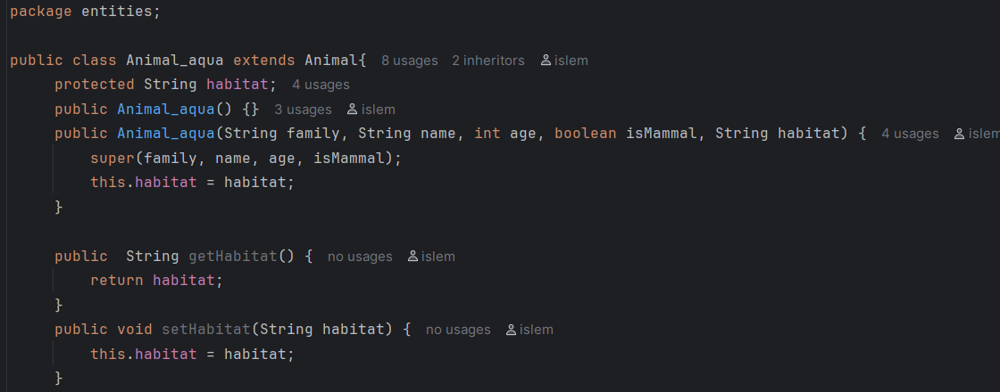 package entities;
public class Animal_aqua extends Animal{ 8 usages 2 inheritors islem
protected String habitat; 4 usages
public Animal_aqua() {} 3 usages islem
public Animal_aqua(String family, String name, int age, boolean isMammal, String habitat) { 4 usages islem
super(family, name, age, isMammal);
this.habitat = habitat;
}
public  String getHabitat() { no usages islem
return habitat;
}
public void setHabitat(String habitat) { no usages islem
this.habitat = habitat;
}